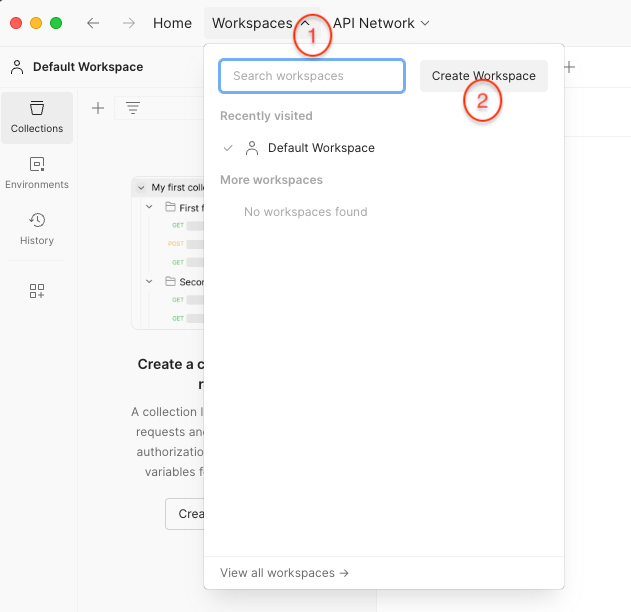 Home
Workspaces
API Network
1
Default Workspace
Search workspaces
Create Workspace
2
Recently visited
Default Workspace
More workspaces
No workspaces found
View all workspaces →
Collections
Environments
History
My first colle
First f
GET
POST
GET
Secon
GET
GET
Create a c
r
A collection l
requests and
authorization
variables f
Crea